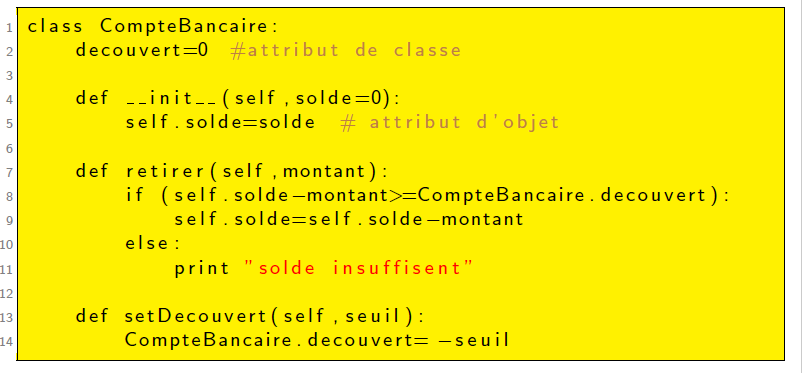 1 class CompteBancaire:
2     decouvert=0  #attribut de classe
3
4     def __init__(self,solde=0):
5         self.solde=solde  # attribut d'objet
6
7     def retirer(self,montant):
8         if (self.solde-montant>=CompteBancaire.decouvert):
9             self.solde=self.solde-montant
10         else:
11             print "solde insuffisent"
12
13     def setDecouvert(self,seuil):
14         CompteBancaire.decouvert= -seuil